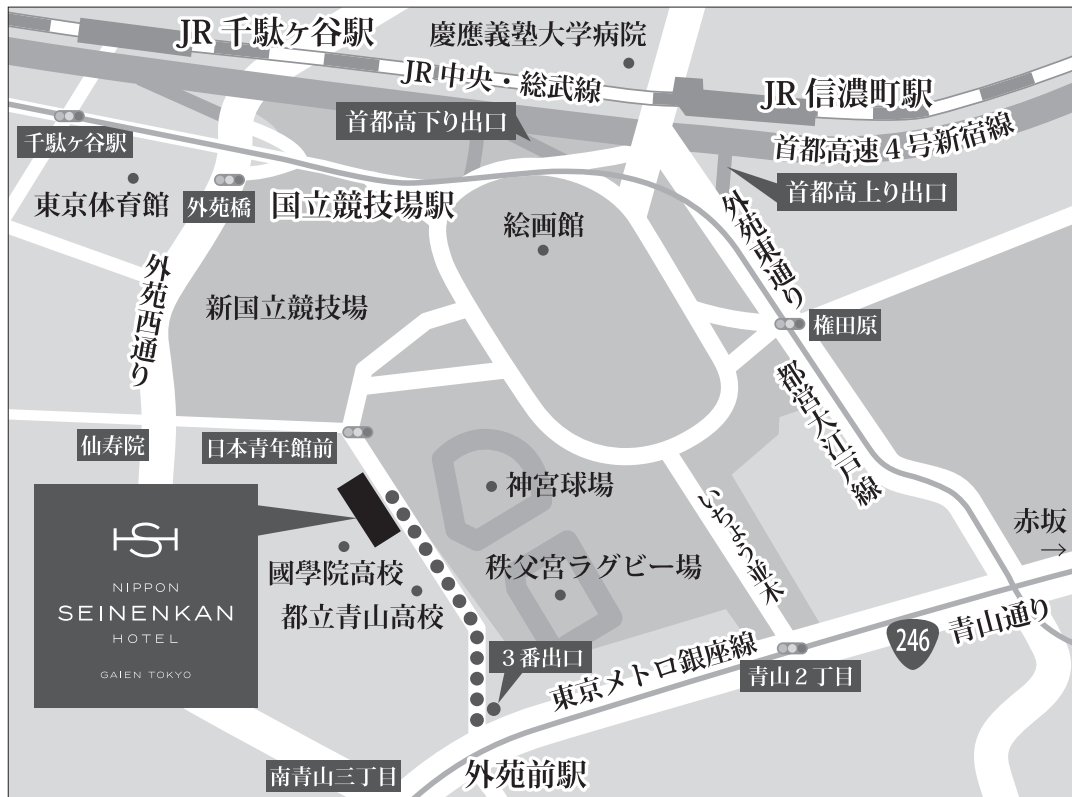 JR 千駄ケ谷駅
慶應義塾大学病院
JR 中央・総武線
JR 信濃町駅
首都高下り出口
首都高速4号新宿線
千駄ケ谷駅
首都高上り出口
東京体育館
外苑橋
国立競技場駅
絵画館
外苑東通り
外苑西通り
新国立競技場
権田原
都営大江戸線
仙寿院
日本青年館前
神宮球場
いちょう並木
赤坂
→
NIPPON
SEINENKAN
HOTEL
GAIEN TOKYO
國學院高校
秩父宮ラグビー場
都立青山高校
246
青山通り
3番出口
東京メトロ銀座線
青山2丁目
南青山三丁目
外苑前駅